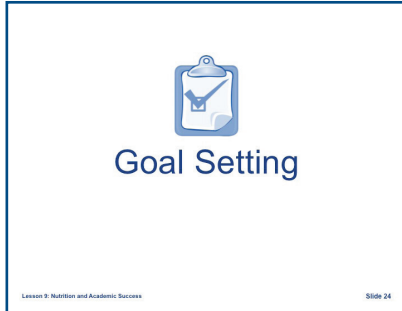 Goal Setting
Lesson 9: Nutrition and Academic Success
Slide 24